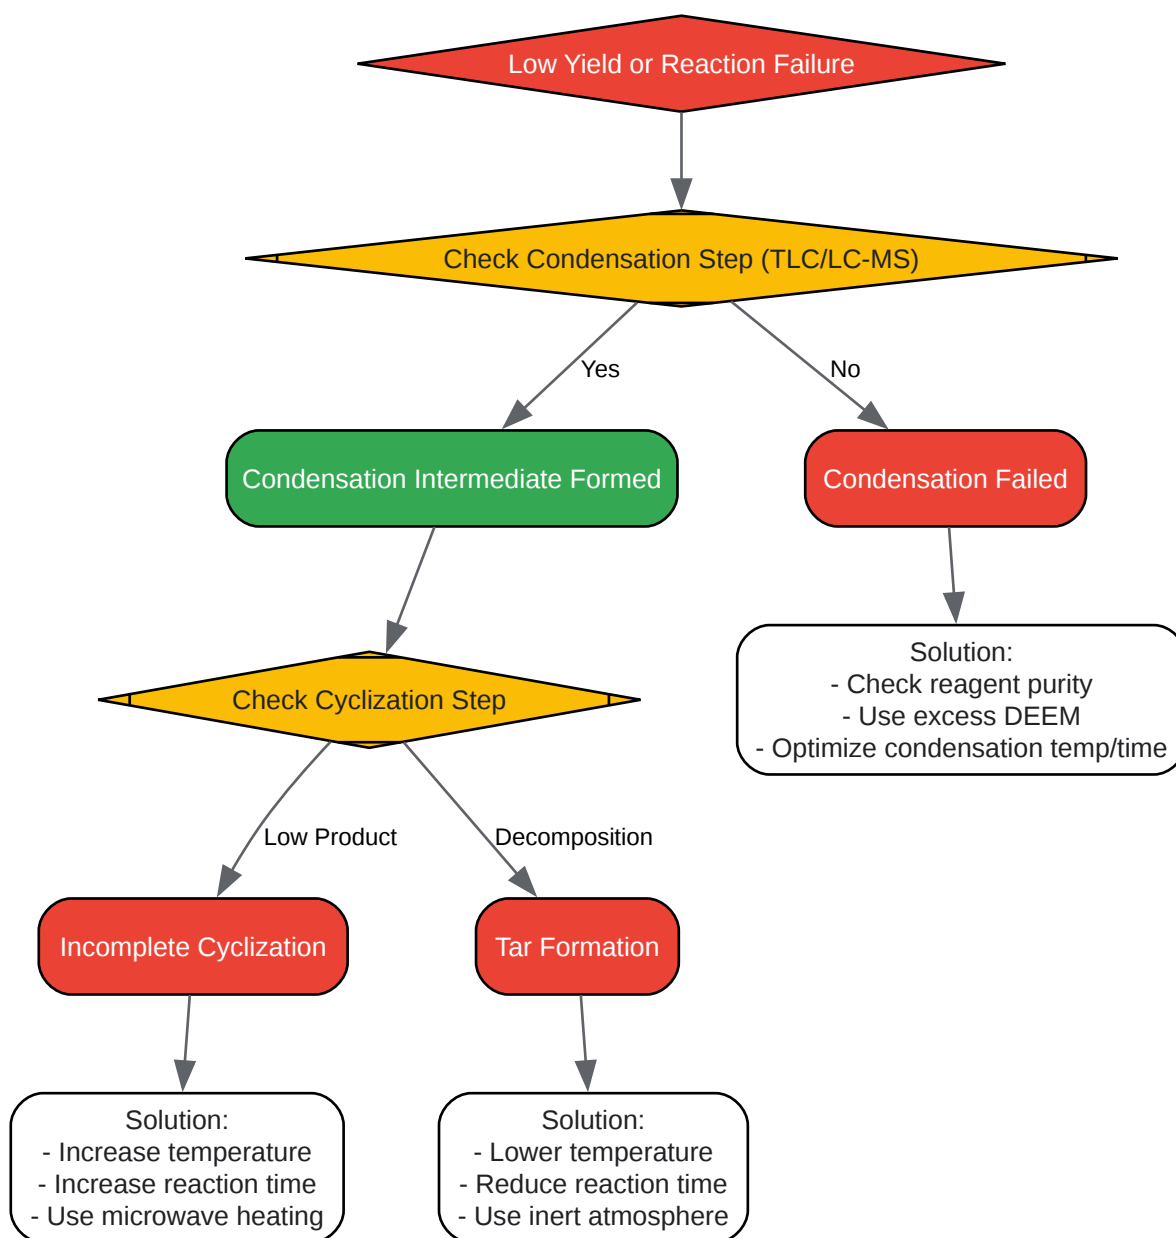 Low Yield or Reaction Failure
Check Condensation Step (TLC/LC-MS)
Yes
No
Condensation Intermediate Formed
Condensation Failed
Solution:
- Check reagent purity
- Use excess DEEM
- Optimize condensation temp/time
Check Cyclization Step
Low Product
Decomposition
Incomplete Cyclization
Tar Formation
Solution:
- Increase temperature
- Increase reaction time
- Use microwave heating
Solution:
- Lower temperature
- Reduce reaction time
- Use inert atmosphere